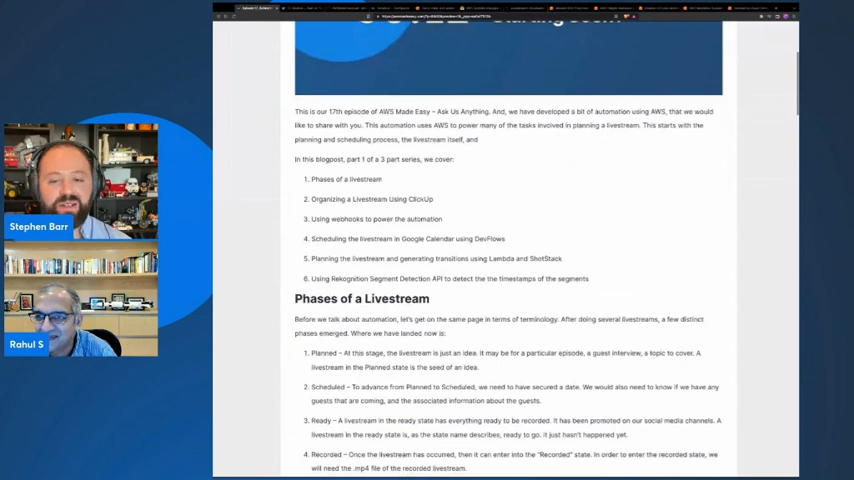 This is our 17th episode of AWS Made Easy – Ask Us Anything. And, we have developed a bit of automation using AWS, that we would
like to share with you. This automation uses AWS to power many of the tasks involved in planning a livestream. This starts with the
planning and scheduling process, the livestream itself, and
In this blogpost, part 1 of a 3 part series, we cover:
1. Phases of a livestream
2. Organizing a Livestream Using ClickUp
3. Using webhooks to power the automation
4. Scheduling the livestream in Google Calendar using DevFlows
5. Planning the livestream and generating transitions using Lambda and ShotStack
6. Using Rekognition Segment Detection API to detect the the timestamps of the segments
Phases of a Livestream
Before we talk about automation, let's get on the same page in terms of terminology. After doing several livestreams, a few distinct
phases emerged. Where we have landed now is:
1. Planned – At this stage, the livestream is just an idea. It may be for a particular episode, a guest interview, a topic to cover. A
livestream in the Planned state is the seed of an idea.
2. Scheduled – To advance from Planned to Scheduled, we need to have secured a date. We would also need to know if we have any
guests that are coming, and the associated information about the guests.
3. Ready – A livestream in the ready state has everything ready to be recorded. It has been promoted on our social media channels. A
livestream in the ready state is, as the state name describes, ready to go. it just hasn't happened yet.
4. Recorded – Once the livestream has occurred, then it can enter into the "Recorded" state. In order to enter the recorded state, we
will need the .mp4 file of the recorded livestream.
Stephen Barr
Rahul S